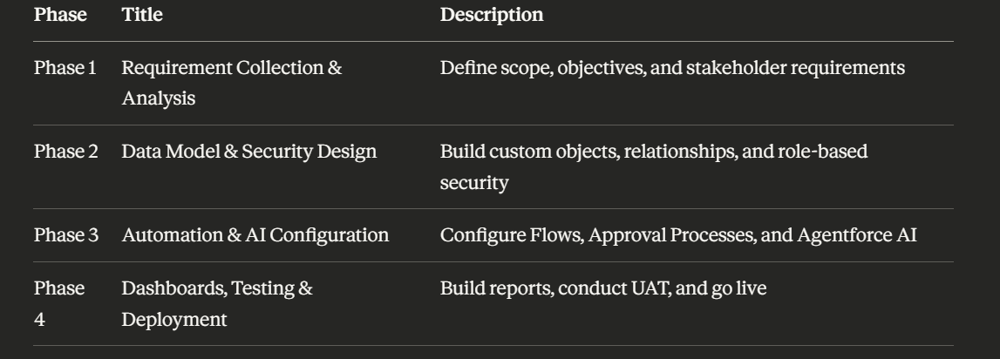 Phase Title Description
Phase 1 Requirement Collection & Define scope, objectives, and stakeholder requirements
Analysis
Phase 2 Data Model & Security Design Build custom objects, relationships, and role-based
security
Phase 3 Automation & AI Configuration Configure Flows, Approval Processes, and Agentforce AI
Phase Dashboards, Testing & Build reports, conduct UAT, and go live
4 Deployment